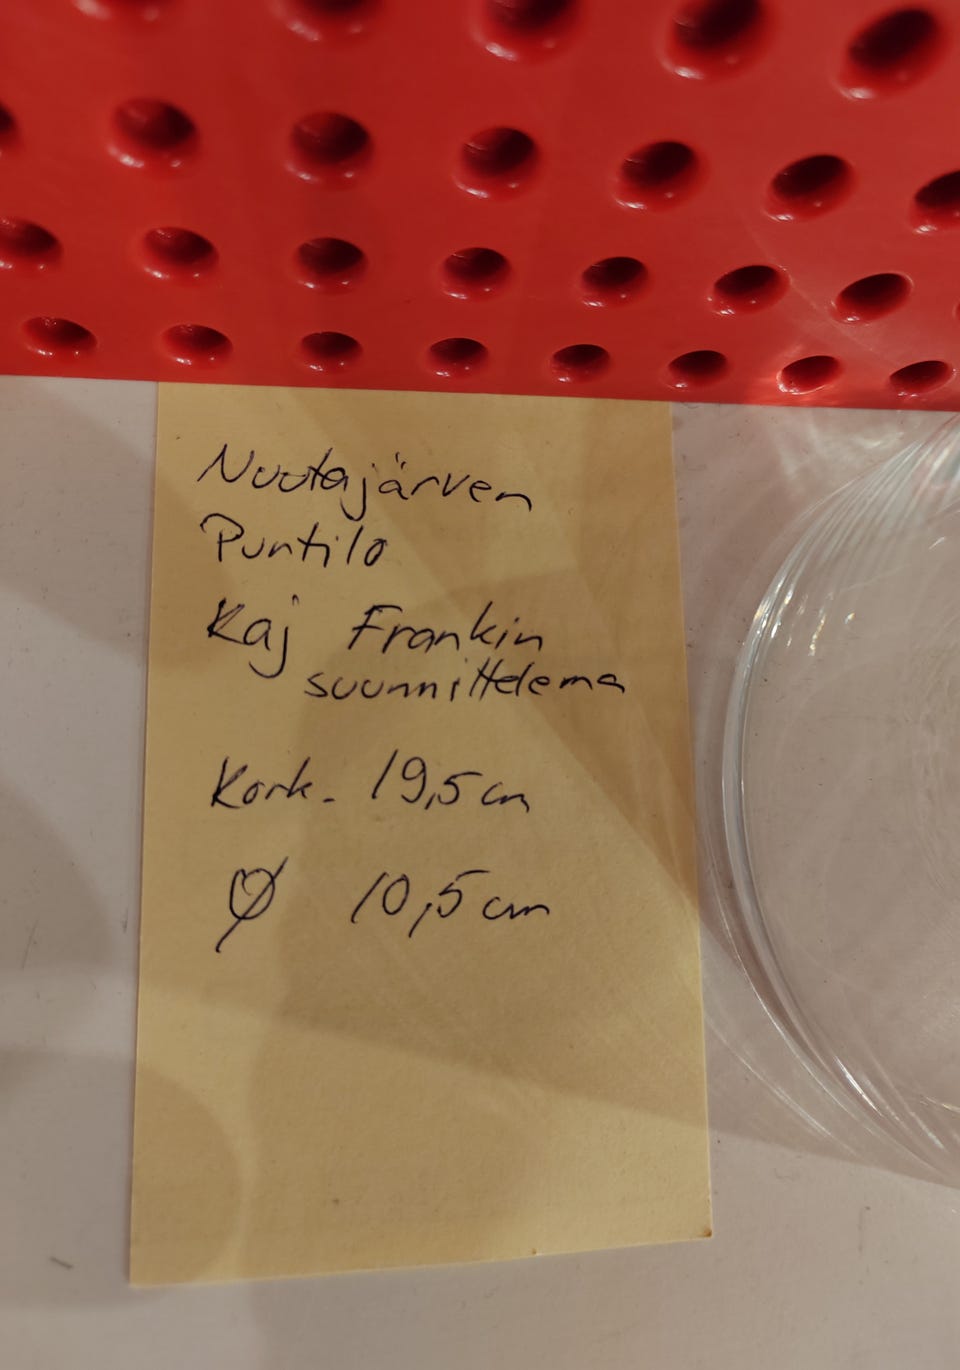 Nuutajärven
Puntilo
Kaj Frankin
suunnittelema
Kork. 19,5 cm
Ø 10,5 cm